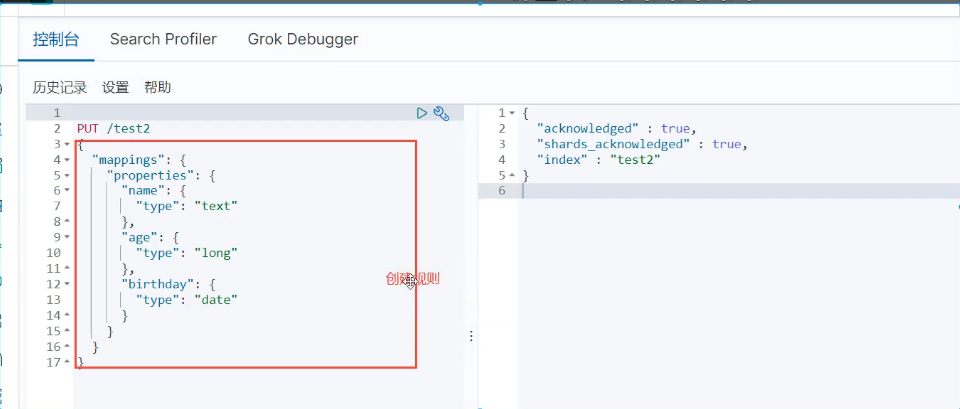 控制台 Search Profiler Grok Debugger
历史记录 设置 帮助
1
2 PUT /test2
3 {
4 "mappings": {
5 "properties": {
6 "name": {
7 "type": "text"
8 },
9 "age": {
10 "type": "long"
11 },
12 "birthday": {
13 "type": "date"
14 }
15 }
16 }
17 }
创建规则
1 {
2 "acknowledged" : true,
3 "shards_acknowledged" : true,
4 "index" : "test2"
5 }
6